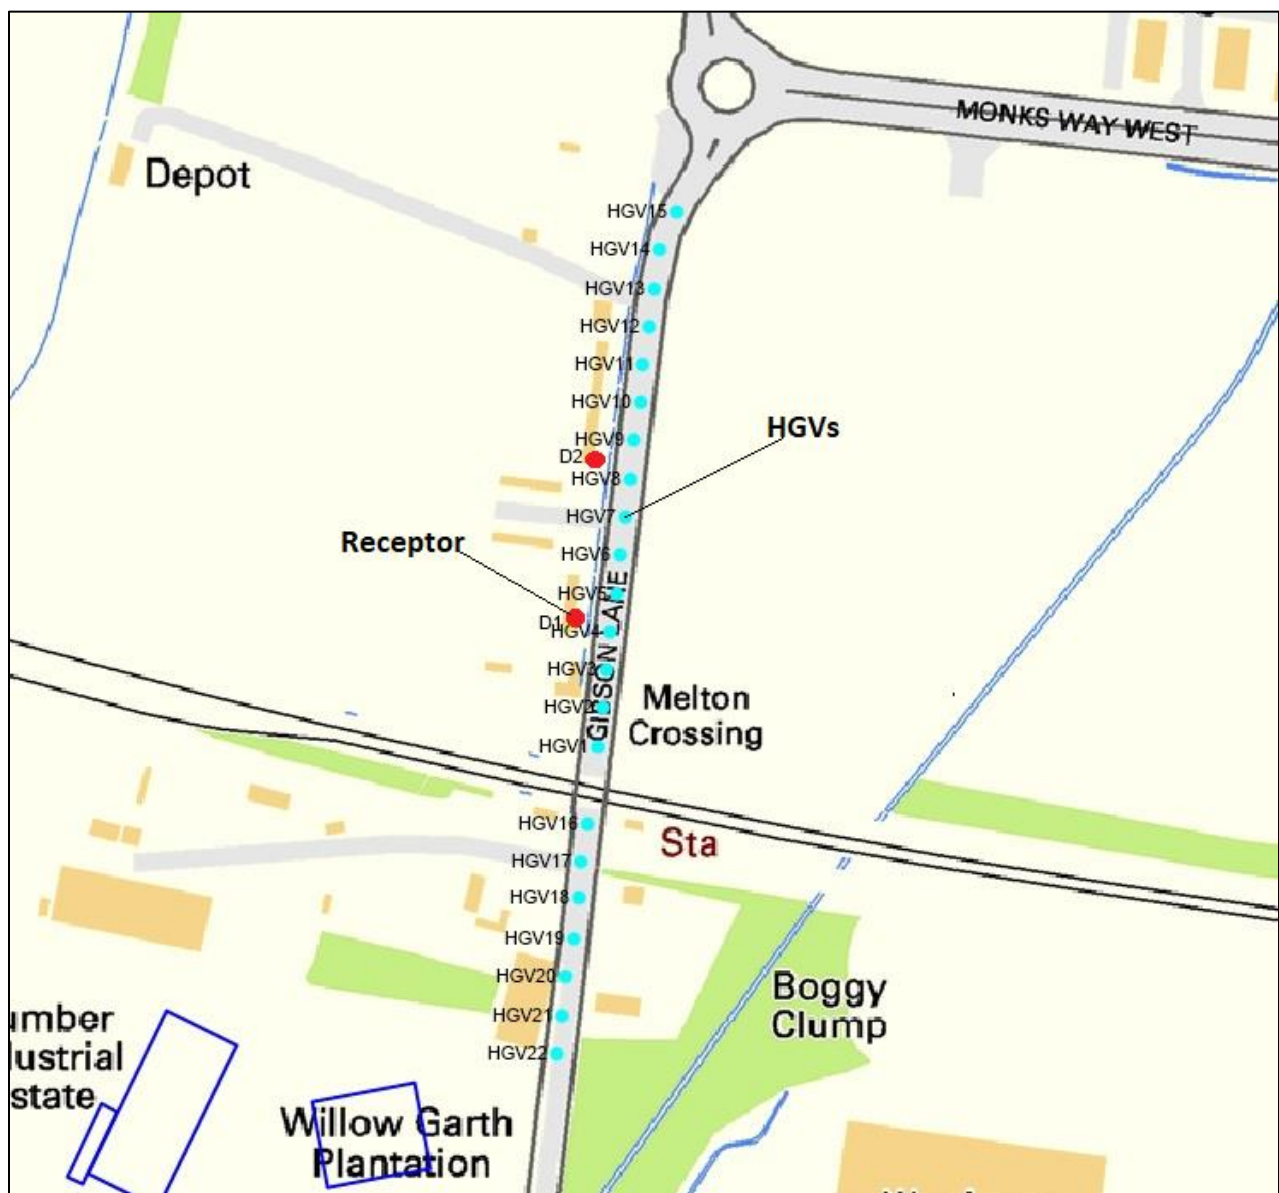 MONKS WAY WEST
Depot
HGV15
HGV14
HGV13
HGV12
HGV11
HGV10
HGVs
HGV9
D2
HGV8
HGV7
Receptor
HGV6
HGV5
D1
HGV4
GIBSON LANE
HGV3
Melton
Crossing
HGV2
HGV1
HGV16
Sta
HGV17
HGV18
HGV19
HGV20
Boggy
Clump
HGV21
umber
dustrial
state
HGV22
Willow Garth
Plantation